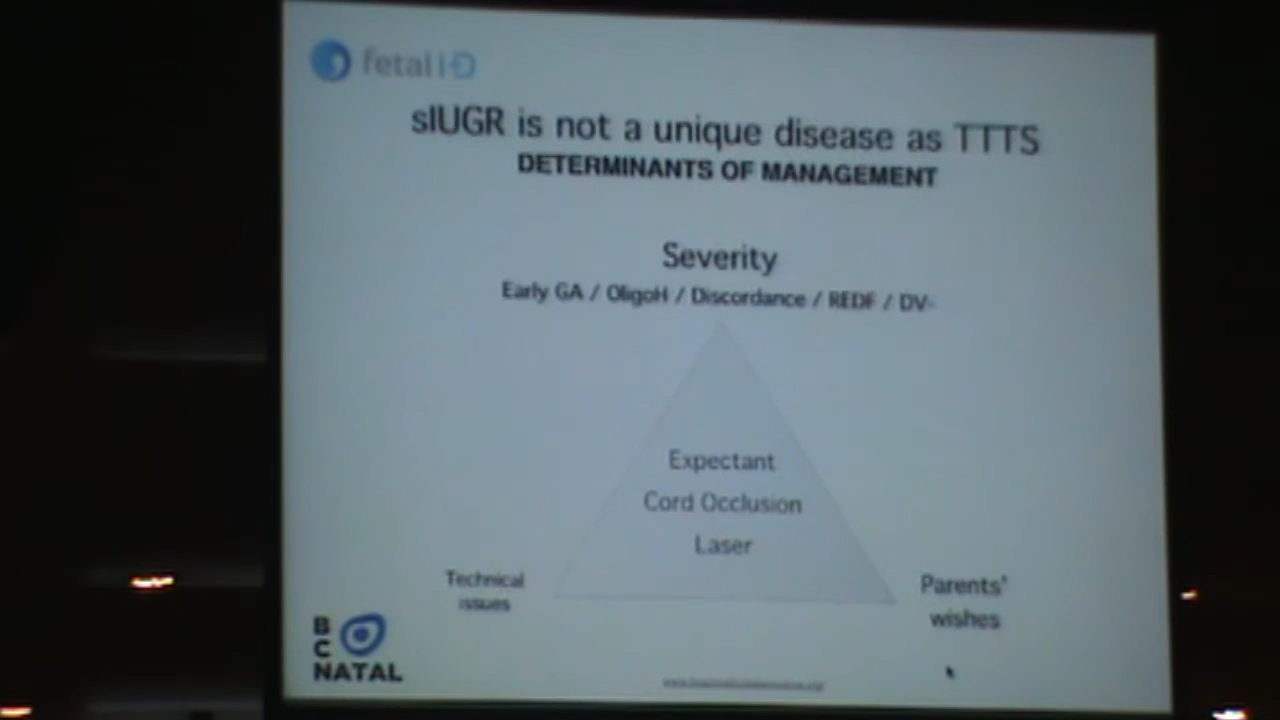 fetal i+D
sIUGR is not a unique disease as TTTS
DETERMINANTS OF MANAGEMENT
Severity
Early GA / OligoH / Discordance / REDF / DV-
Expectant
Cord Occlusion
Laser
Technical
issues
Parents'
wishes
B
C
NATAL